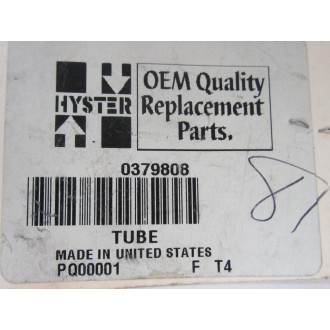 HYSTER
OEM Quality
Replacement
Parts.
0379808
TUBE
MADE IN UNITED STATES
PQ00001 F T4